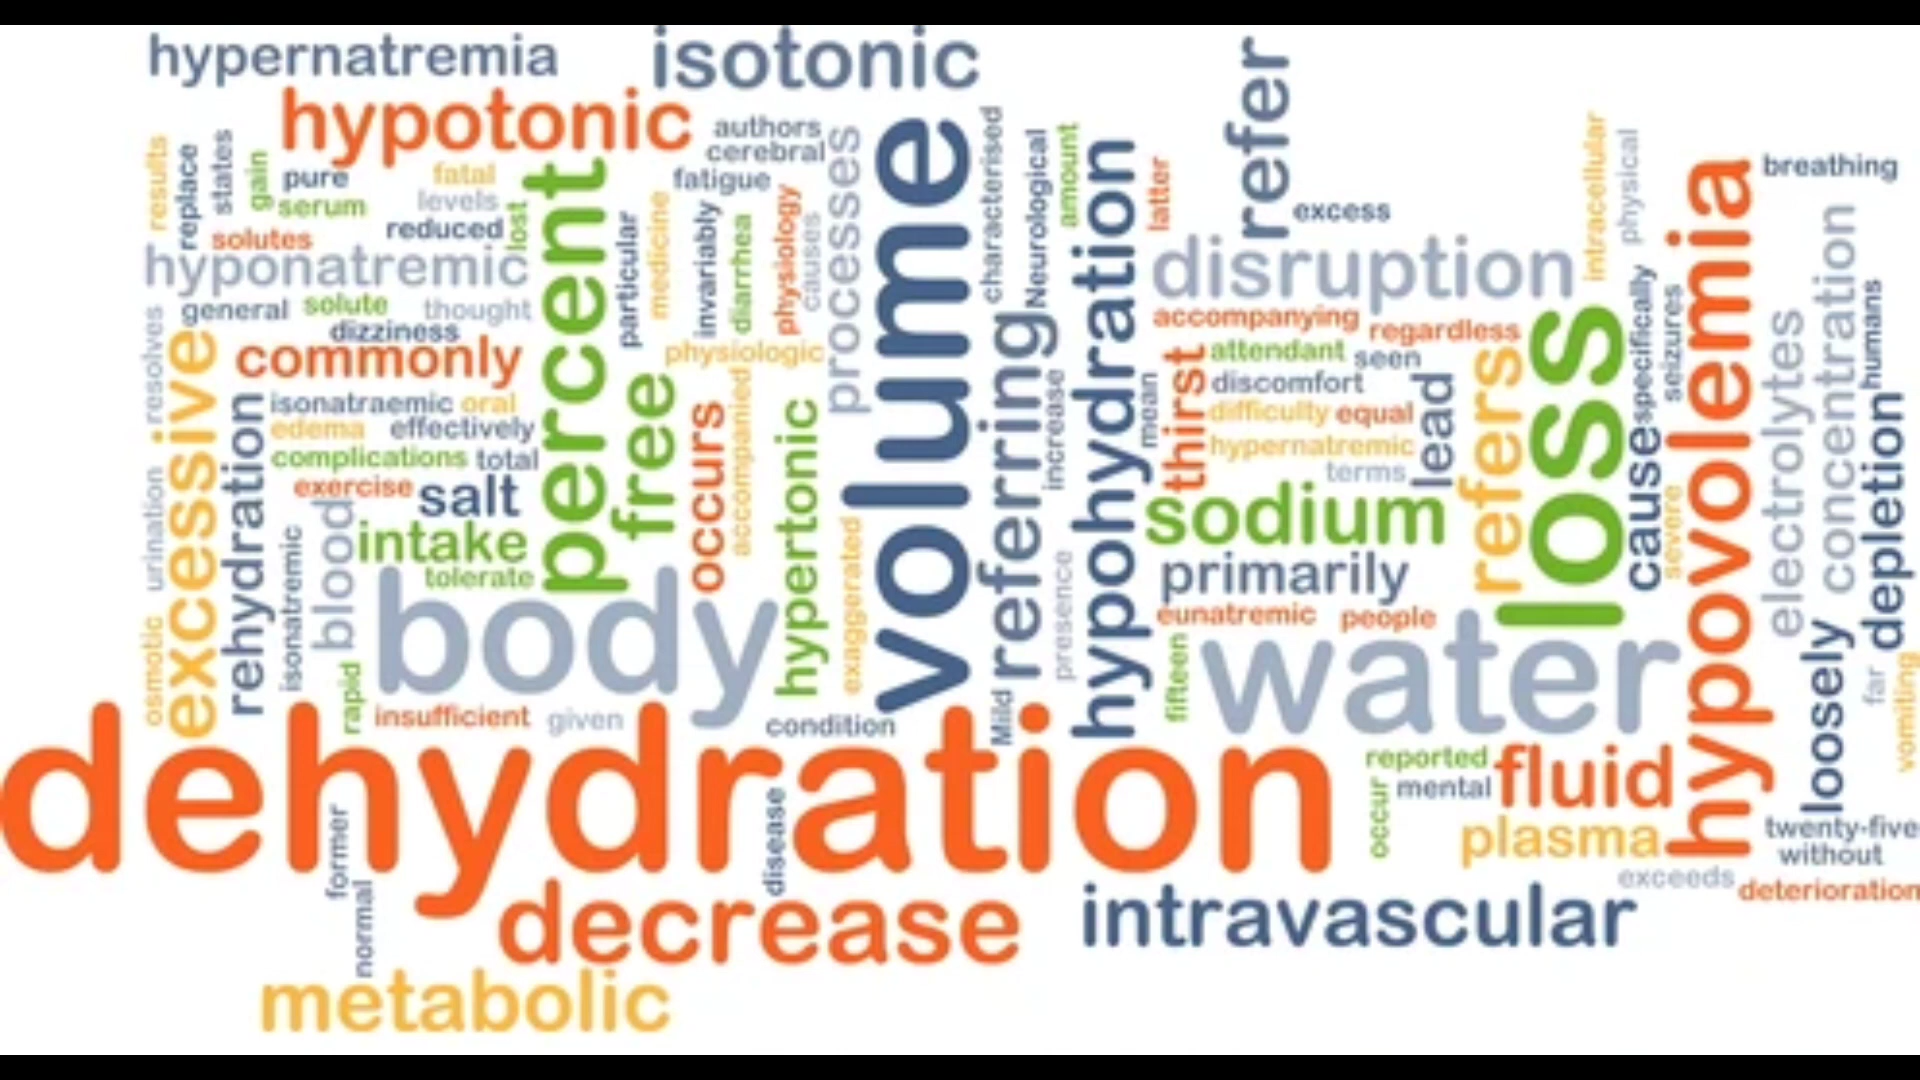 hypernatremia
isotonic
refer
hypotonic
authors
cerebral
fatigue
results
replace
states
gain
pure
serum
fatal
levels
reduced
lost
solutes
hyponatremic
general
solute
thought
dizziness
percent
particular
medicine
invariably
diarrhea
physiology
causes
processes
volume
characterised
Neurological
amount
hypohydration
latter
excess
disruption
intracellular
physical
breathing
hypovolemia
resolves
excessive
commonly
physiologic
isonatraemic
oral
edema
effectively
complications
total
exercise
salt
rehydration
urination
blood
intake
tolerate
isonatremic
osmotic
rapid
free
occurs
accompanied
hypertonic
exaggerated
referring
increase
presence
Mild
mean
thirst
accompanying
regardless
attendant
seen
discomfort
difficulty
equal
hypernatremic
terms
lead
refers
loss
specifically
seizures
cause
severe
electrolytes
concentration
humans
depletion
sodium
primarily
eunatremic
people
fifteen
body
water
insufficient
given
condition
loosely
far
vomiting
dehydration
reported
mental
occur
fluid
plasma
twenty-five
without
exceeds
deterioration
former
normal
disease
decrease
intravascular
metabolic